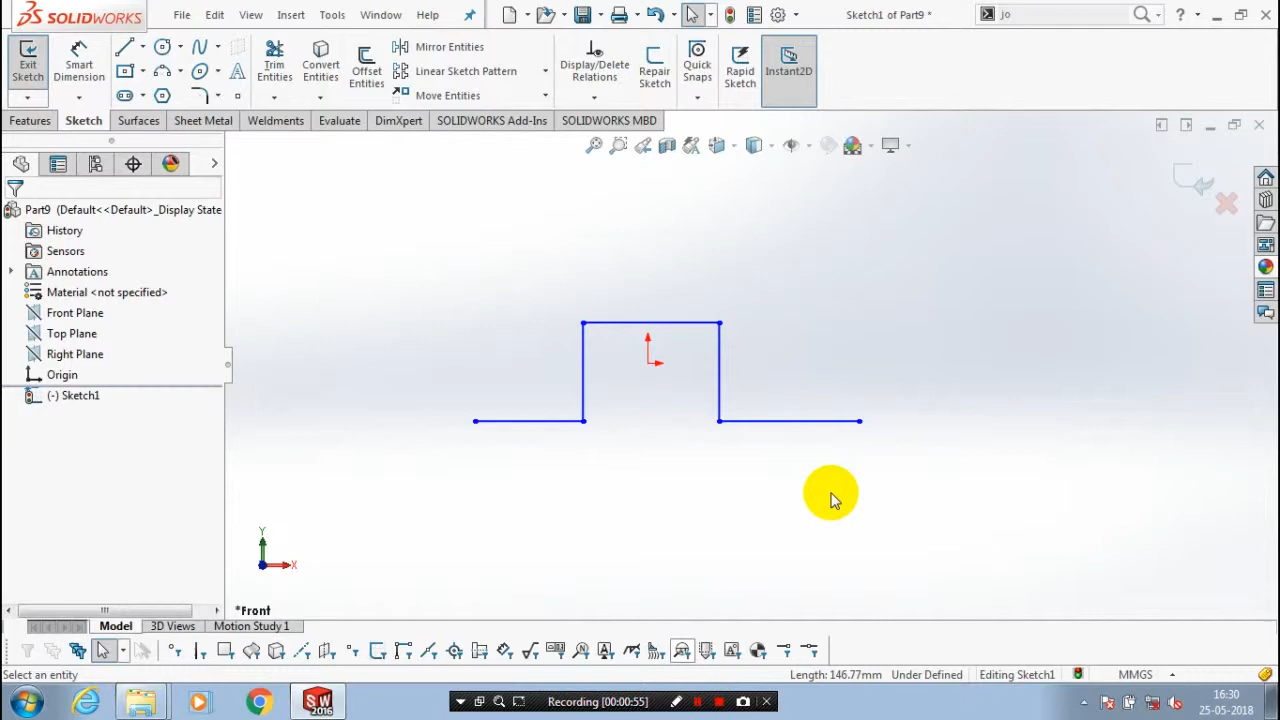 SOLIDWORKS File Edit View Insert Tools Window Help Sketch1 of Part9 * jo ?
Exit Sketch
Smart Dimension
Trim Entities
Convert Entities
Offset Entities
Mirror Entities
Linear Sketch Pattern
Move Entities
Display/Delete Relations
Repair Sketch
Quick Snaps
Rapid Sketch
Instant2D
Features Sketch Surfaces Sheet Metal Weldments Evaluate DimXpert SOLIDWORKS Add-Ins SOLIDWORKS MBD
Part9 (Default<<Default>_Display State
History
Sensors
Annotations
Material <not specified>
Front Plane
Top Plane
Right Plane
Origin
(-) Sketch1
Y
X
*Front
Model 3D Views Motion Study 1
Select an entity Length: 146.77mm Under Defined Editing Sketch1 MMGS
SW 2016
Recording [00:00:55]
16:30
25-05-2018